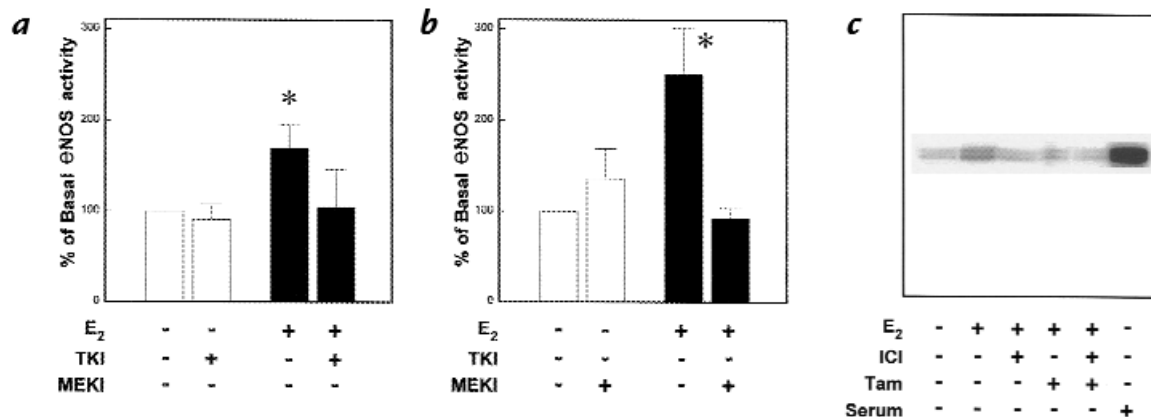 a
b
c
300
200
100
0
% of Basal eNOS activity
*
300
200
100
0
% of Basal eNOS activity
*
E2 - - + +
TKI - + - +
MEKI - - - -
E2 - - + +
TKI - - - -
MEKI - + - +
E2 - + + + + -
ICI - - + - + -
Tam - - - + + -
Serum - - - - - +